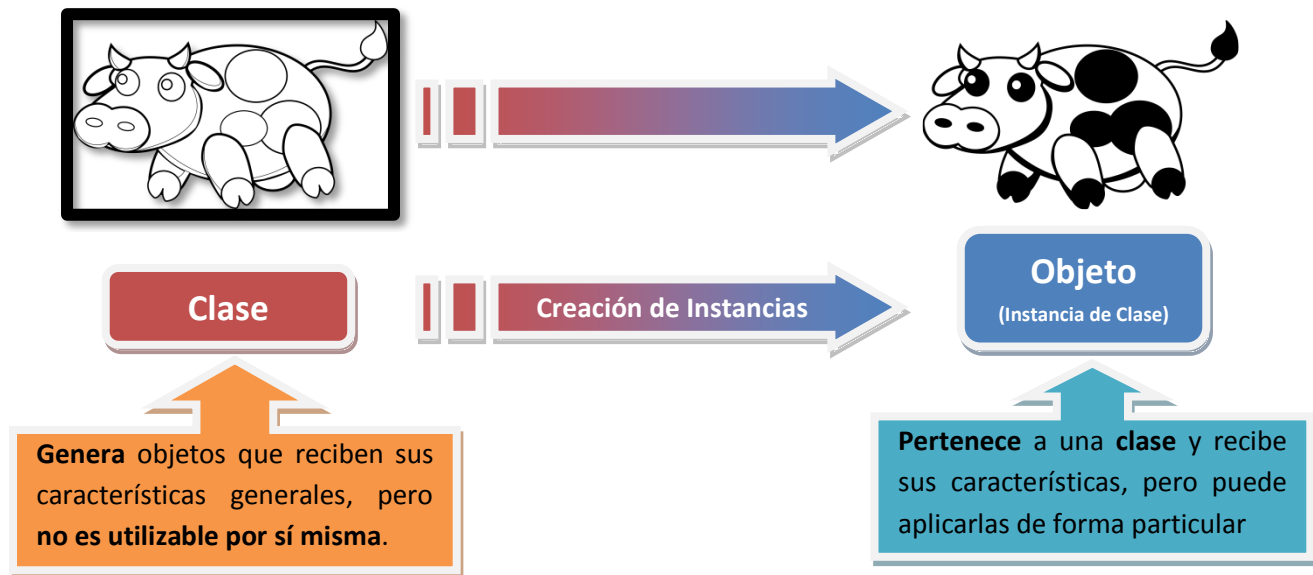 Clase
Creación de Instancias
Objeto
(Instancia de Clase)
Genera objetos que reciben sus
características generales, pero
no es utilizable por sí misma.
Pertenece a una clase y recibe
sus características, pero puede
aplicarlas de forma particular